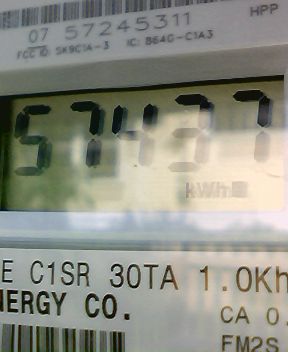 HPP
07 57245311
FCC ID: SK9C1A-3 IC: 864G-C1A3
57437
kWh
E C1SR 30TA 1.0Kh
NERGY CO.
CA 0.
FM2S